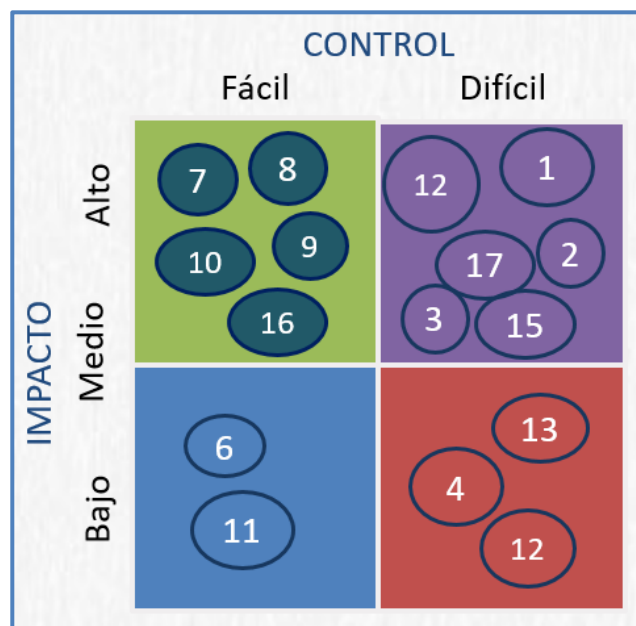 CONTROL
Fácil Difícil
IMPACTO
Alto
Medio
Bajo
7 8 12 1
10 9 17 2
16 3 15
6 13
11 4
12